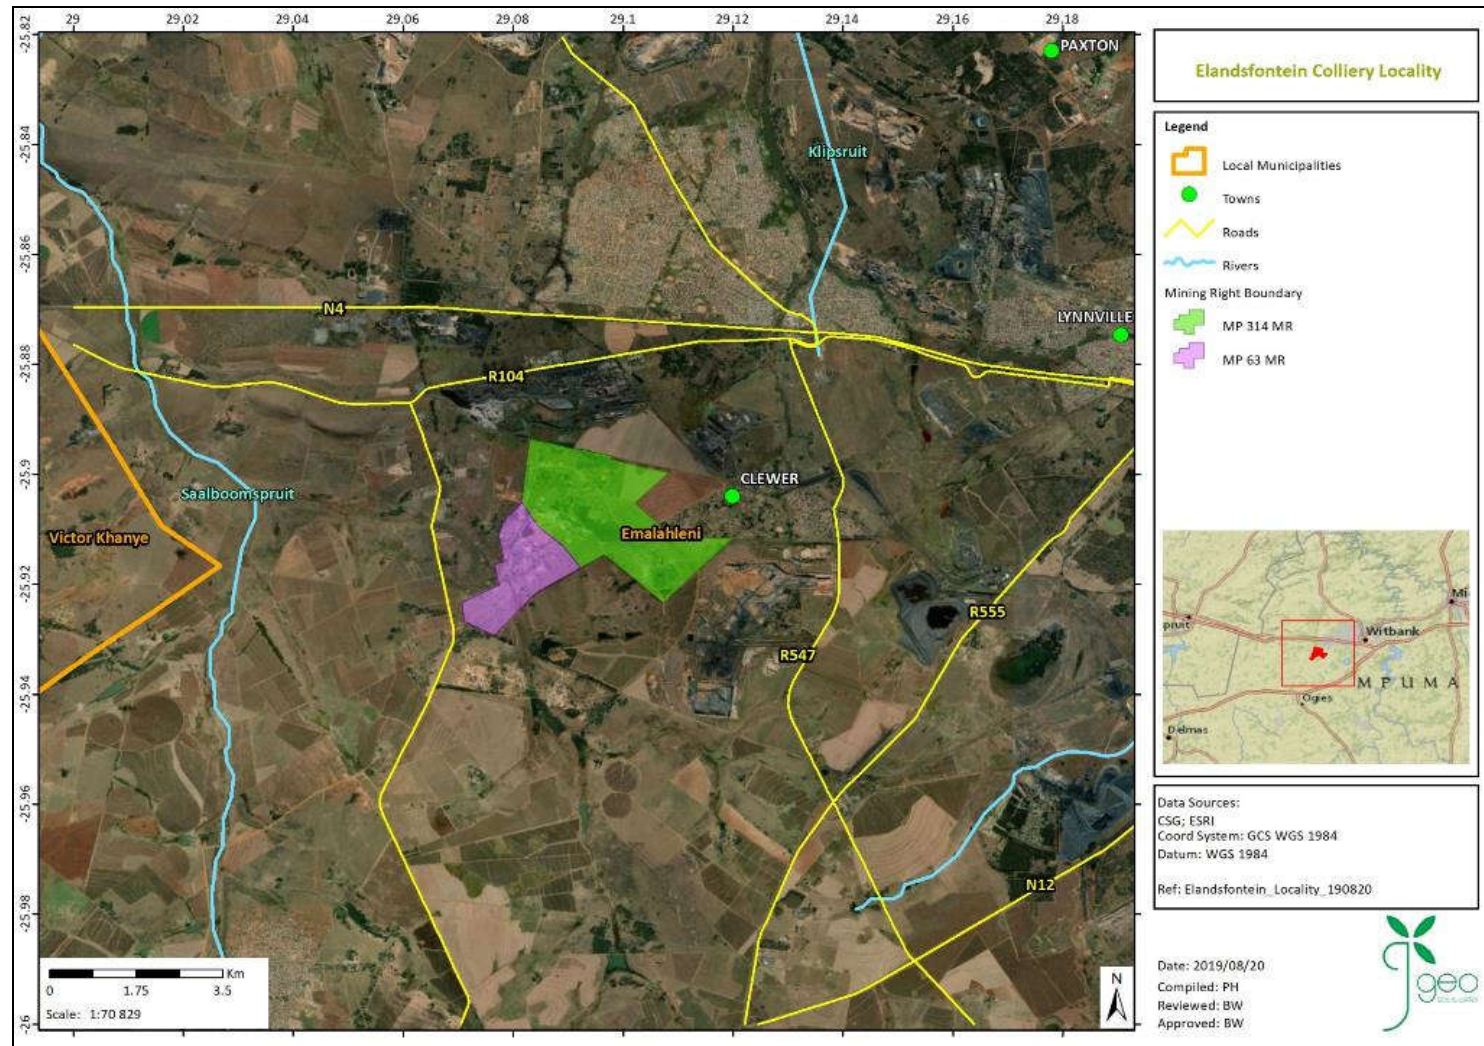 29 29.02 29.04 29.06 29.08 29.1 29.12 29.14 29.16 29.18
-25.82
-25.84
-25.86
-25.88
-25.9
-25.92
-25.94
-25.96
-25.98
-26
PAXTON
Klipsruit
N4
LYNNVILLE
R104
CLEWER
Saalboomspruit
Victor Khanye
Emalahleni
R555
R547
N12
Km
0 1.75 3.5
Scale: 1:70 829
N
Elandsfontein Colliery Locality
Legend
Local Municipalities
Towns
Roads
Rivers
Mining Right Boundary
MP 314 MR
MP 63 MR
Mi
pruit
Witbank
MPUMA
Ogies
Delmas
Data Sources:
CSG; ESRI
Coord System: GCS WGS 1984
Datum: WGS 1984
Ref: Elandsfontein_Locality_190820
Date: 2019/08/20
Compiled: PH
Reviewed: BW
Approved: BW
geo